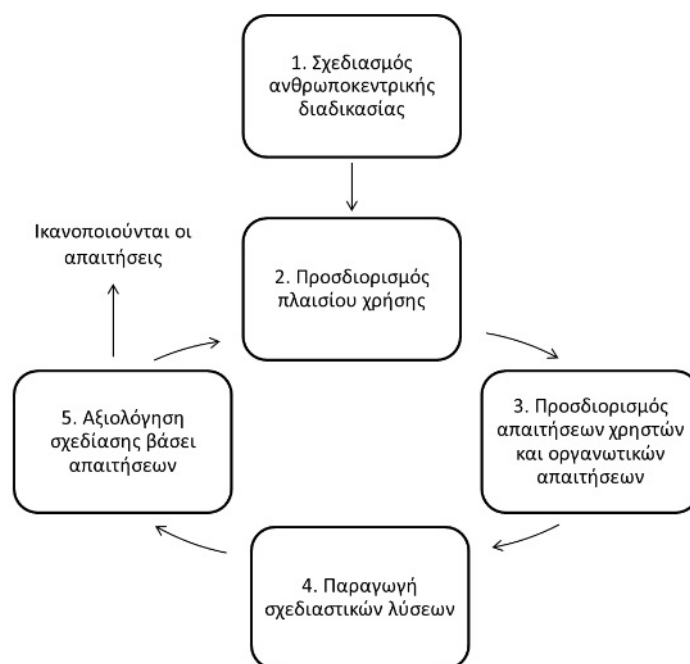 1. Σχεδιασμός
ανθρωποκεντρικής
διαδικασίας
Ικανοποιούνται οι
απαιτήσεις
2. Προσδιορισμός
πλαισίου χρήσης
5. Αξιολόγηση
σχεδίασης βάσει
απαιτήσεων
3. Προσδιορισμός
απαιτήσεων χρηστών
και οργανωτικών
απαιτήσεων
4. Παραγωγή
σχεδιαστικών λύσεων